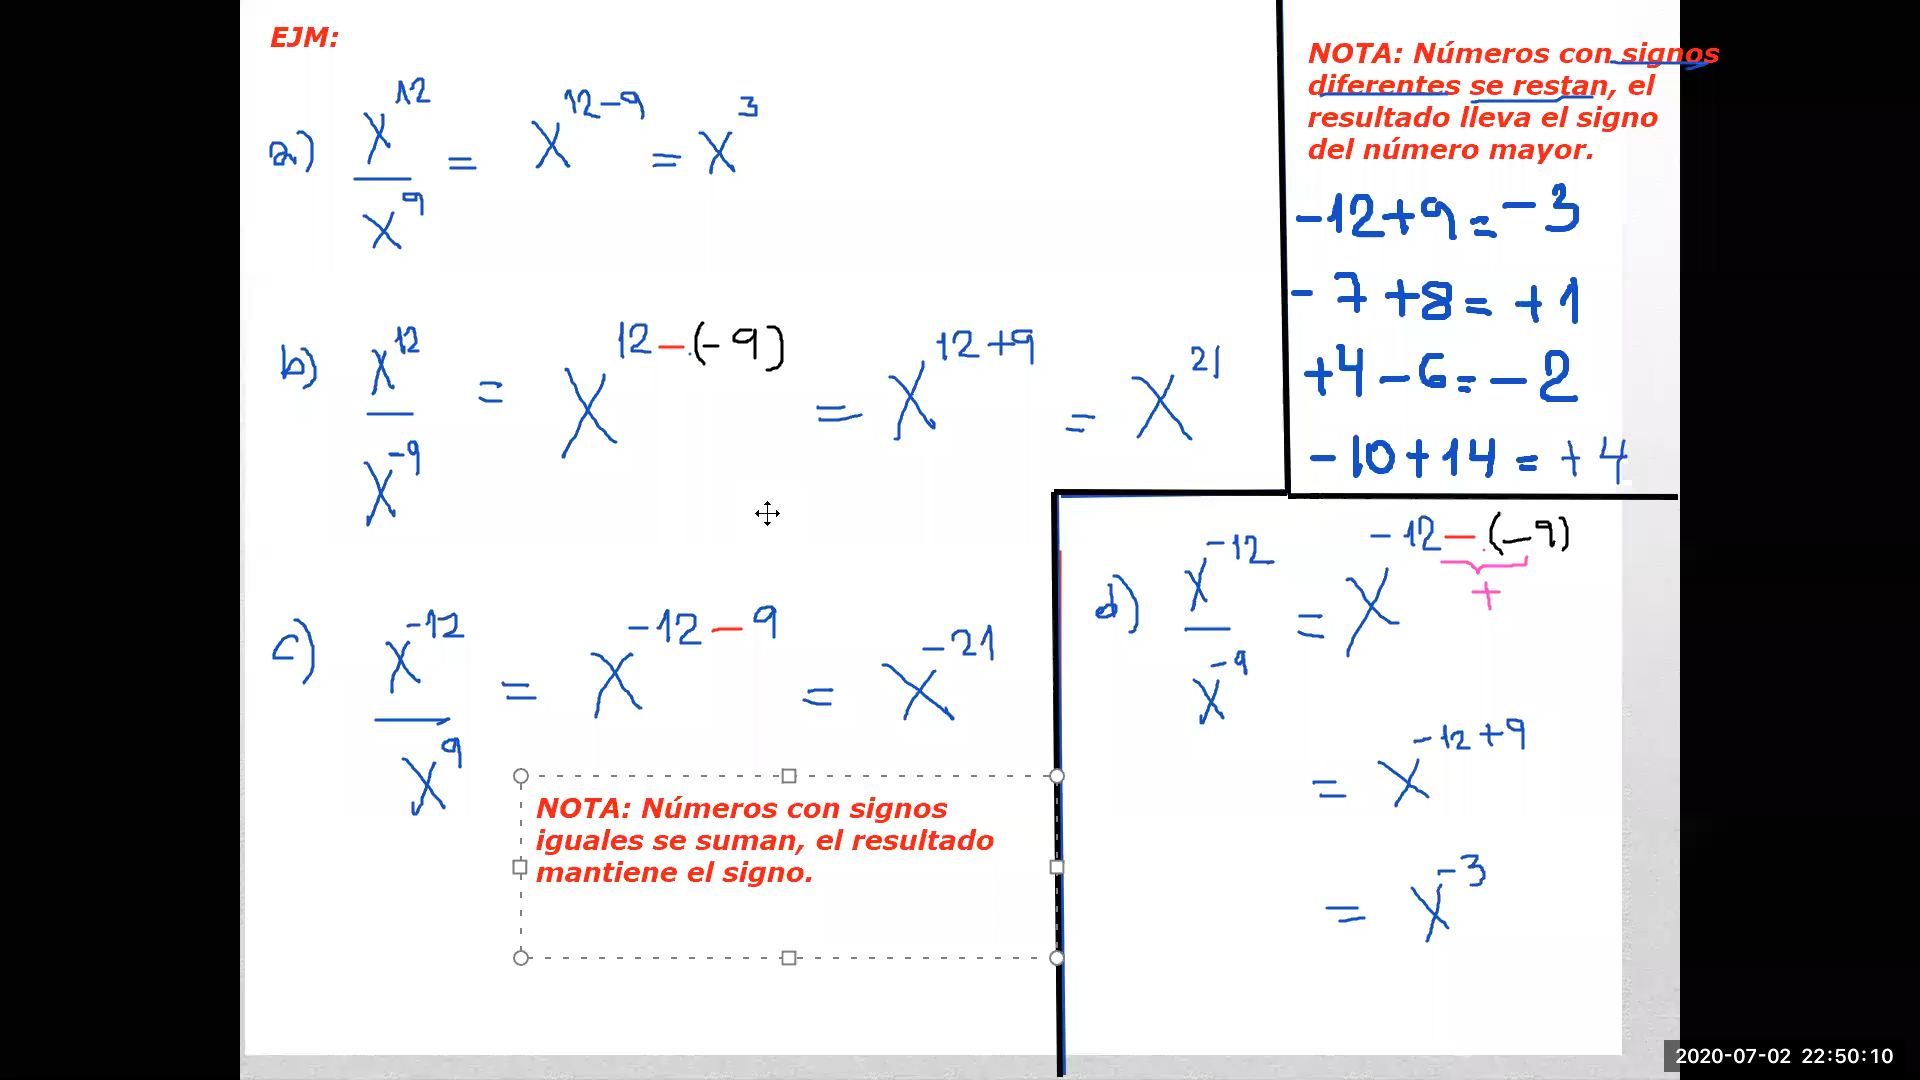 EJM:
a) x^12 / x^9 = x^12-9 = x^3
b) x^12 / x^-9 = x^12-(-9) = x^12+9 = x^21
c) x^-12 / x^9 = x^-12-9 = x^-21
NOTA: Números con signos
iguales se suman, el resultado
mantiene el signo.
NOTA: Números con signos
diferentes se restan, el
resultado lleva el signo
del número mayor.
-12+9=-3
-7+8=+1
+4-6=-2
-10+14=+4
d) x^-12 / x^-9 = x^-12-(-9)
+
= x^-12+9
= x^-3
2020-07-02 22:50:10